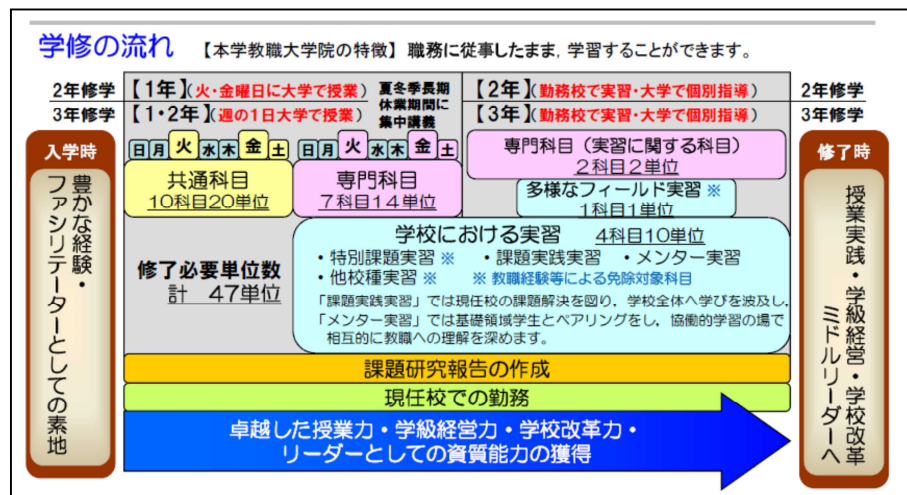 学修の流れ 【本学教職大学院の特徴】職務に従事したまま，学習することができます。
2年修学
【1年】(火・金曜日に大学で授業)
夏冬季長期
休業期間に
集中講義
【2年】(勤務校で実習・大学で個別指導)
2年修学
3年修学
【1・2年】(週の1日大学で授業)
【3年】(勤務校で実習・大学で個別指導)
3年修学
入学時
豊かな経験・
ファシリテーターとしての素地
日月火水木金土
日月火水木金土
共通科目
10科目20単位
専門科目
7科目14単位
専門科目（実習に関する科目）
2科目2単位
多様なフィールド実習 ※
1科目1単位
修了必要単位数
計 47単位
学校における実習 4科目10単位
・特別課題実習 ※ ・課題実践実習 ・メンター実習
・他校種実習 ※ ※ 教職経験等による免除対象科目
「課題実践実習」では現任校の課題解決を図り，学校全体へ学びを波及し，
「メンター実習」では基礎領域学生とペアリングをし，協働的学習の場で
相互的に教職への理解を深めます。
課題研究報告の作成
現任校での勤務
卓越した授業力・学級経営力・学校改革力・
リーダーとしての資質能力の獲得
修了時
授業実践・学級経営・学校改革
ミドルリーダーへ